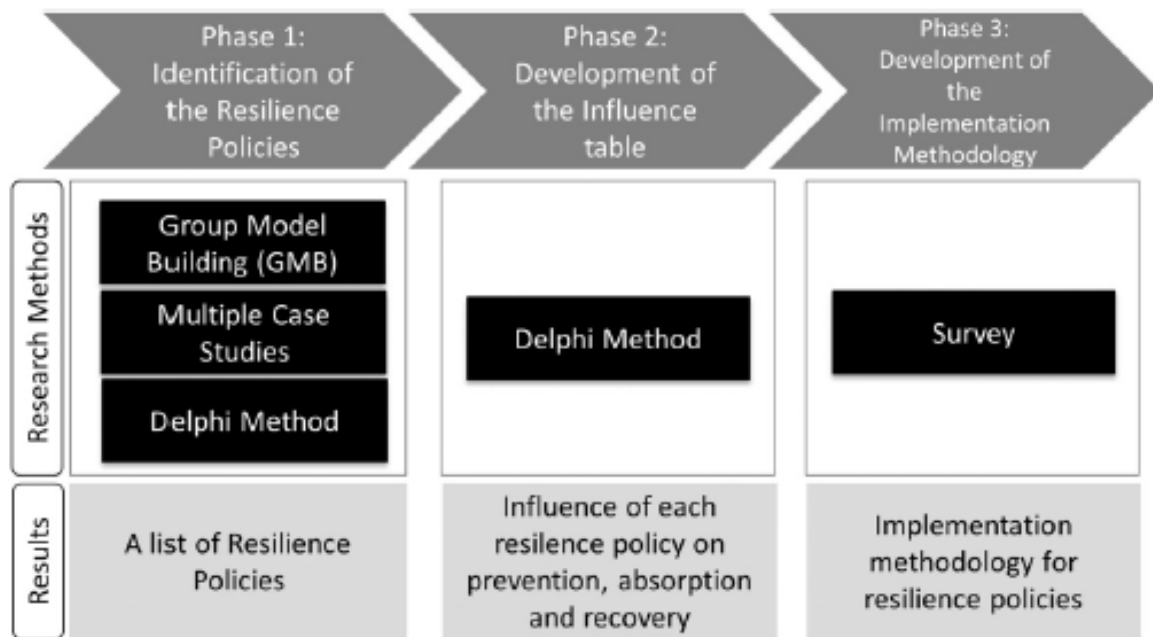 Phase 1:
Identification of
the Resilience
Policies
Phase 2:
Development of
the Influence
table
Phase 3:
Development of
the
Implementation
Methodology
Research Methods
Group Model
Building (GMB)
Multiple Case
Studies
Delphi Method
Delphi Method
Survey
Results
A list of Resilience
Policies
Influence of each
resilence policy on
prevention, absorption
and recovery
Implementation
methodology for
resilience policies